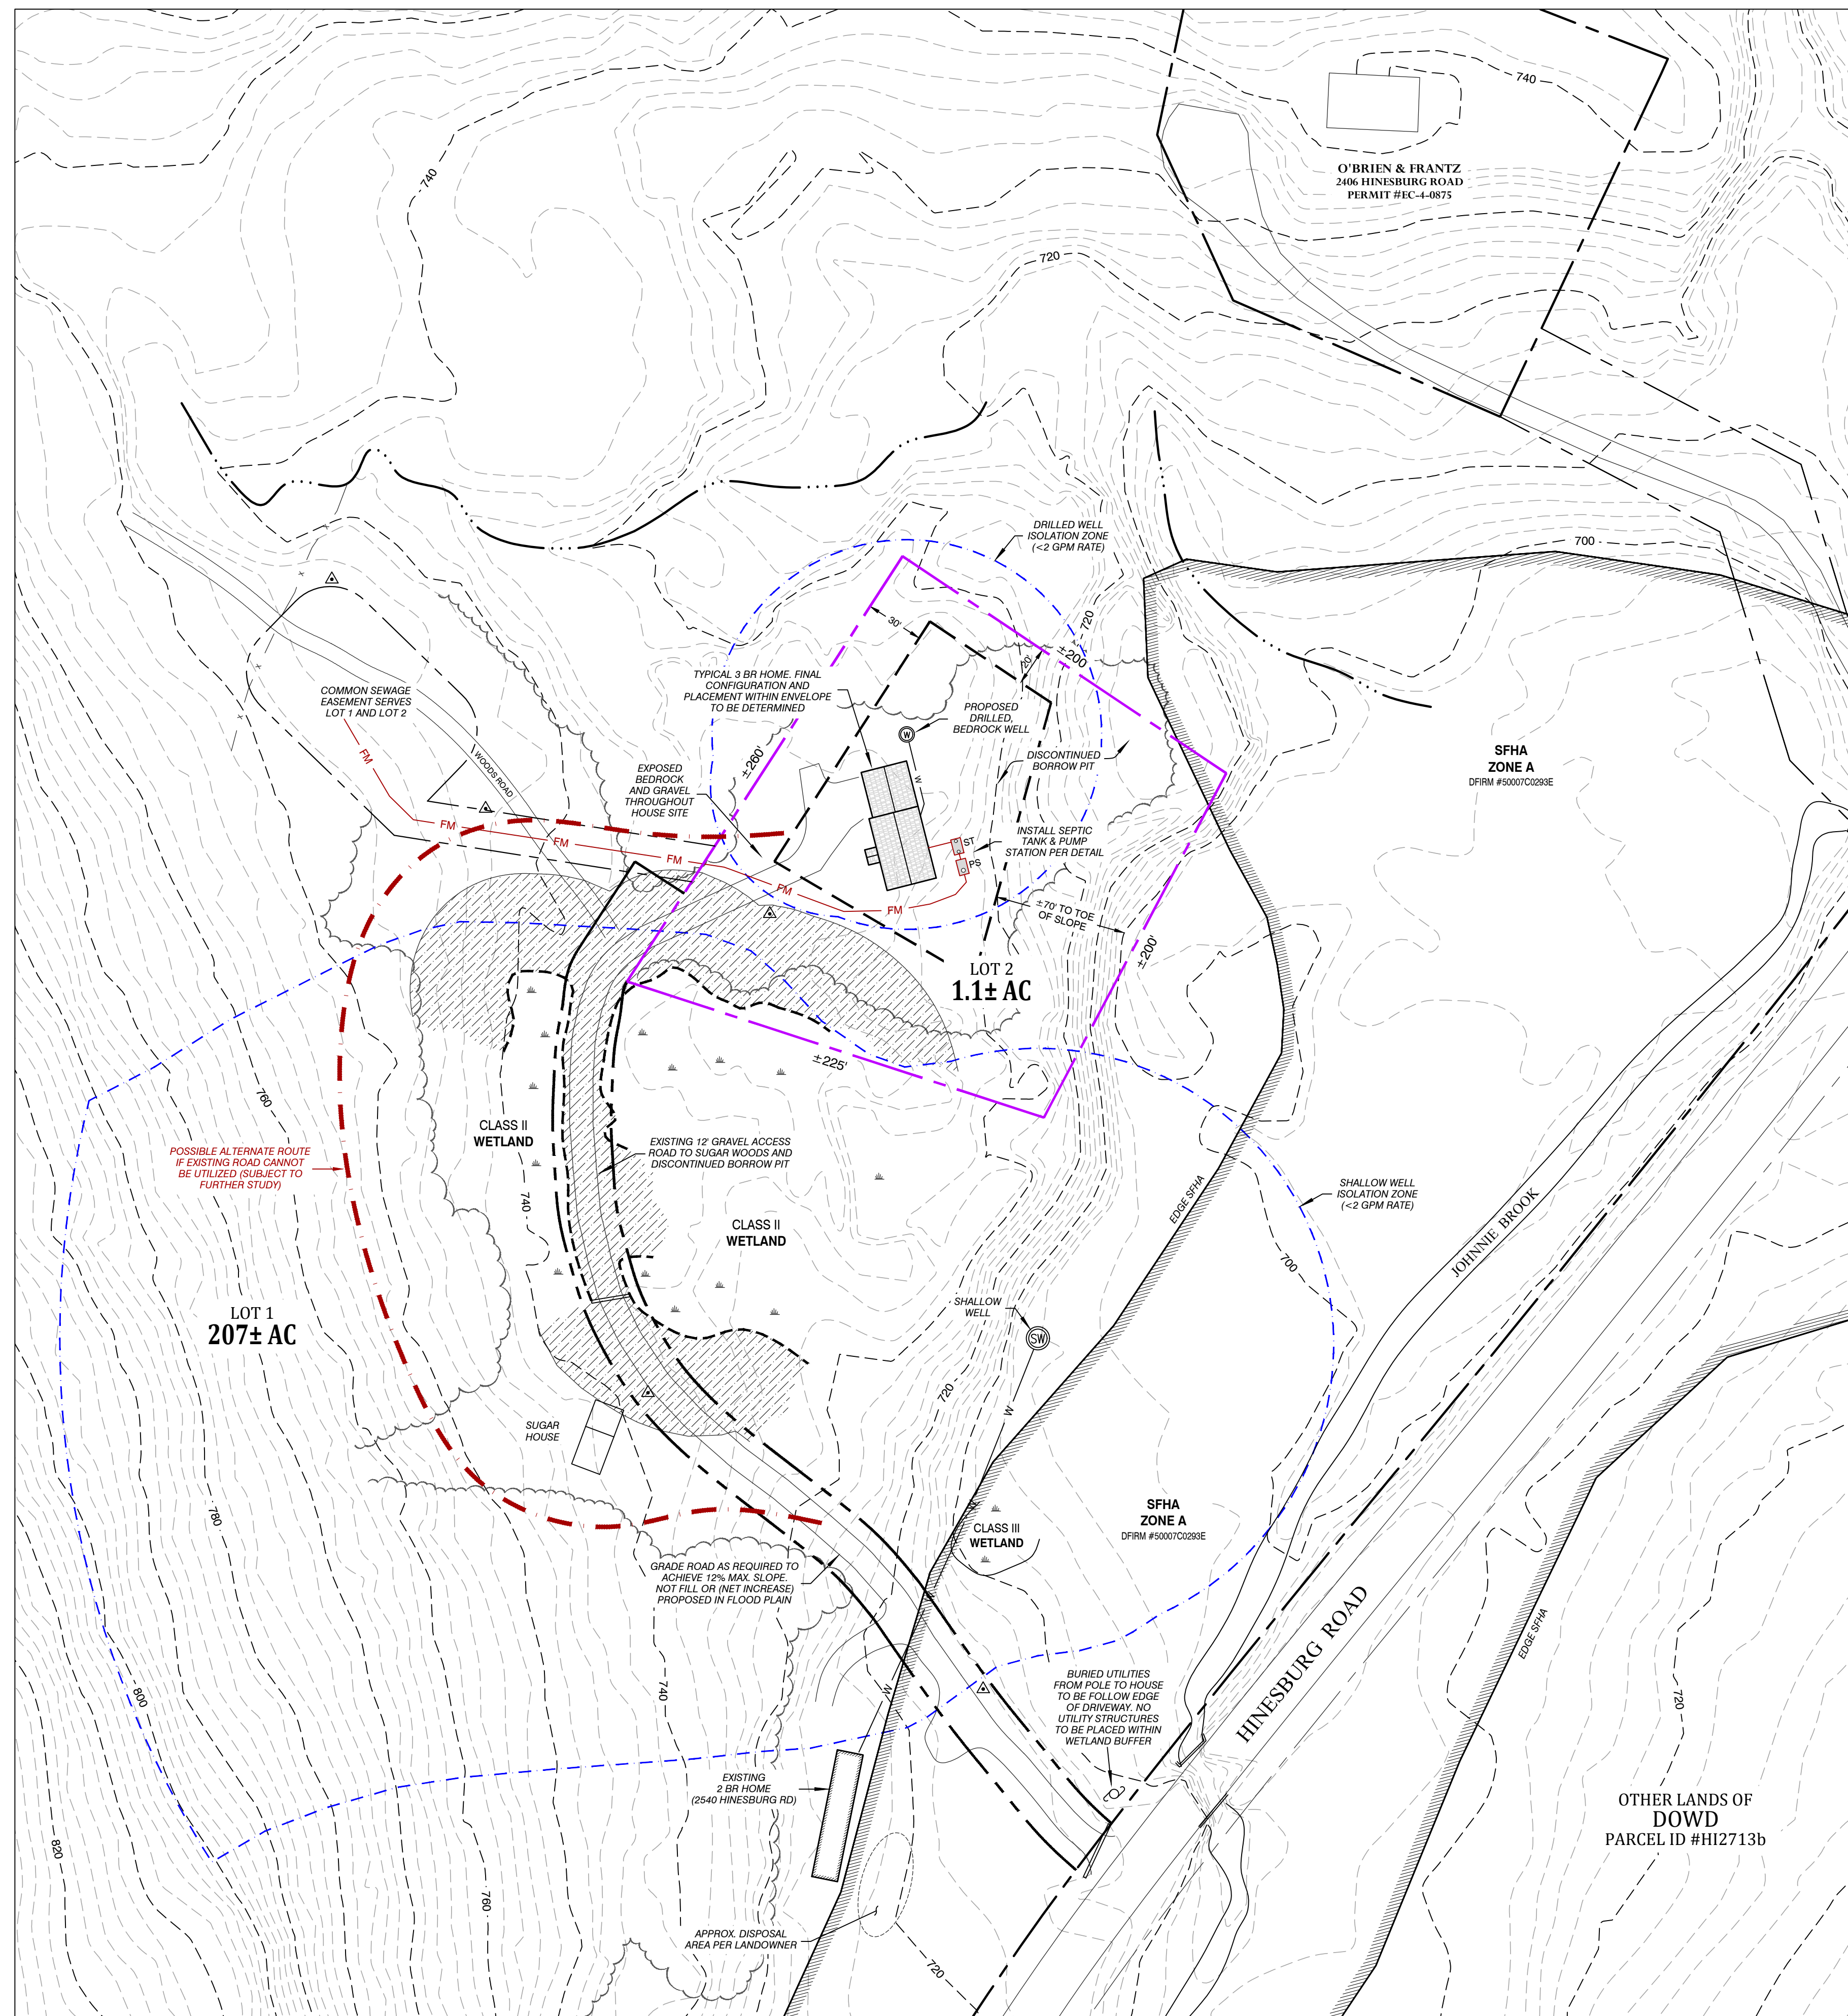 740
740
O'BRIEN & FRANTZ
2406 HINESBURG ROAD
PERMIT #EC-4-0875
720
700
DRILLED WELL
ISOLATION ZONE
(<2 GPM RATE)
30'
720
±200
20'
TYPICAL 3 BR HOME. FINAL
CONFIGURATION AND
PLACEMENT WITHIN ENVELOPE
TO BE DETERMINED
COMMON SEWAGE
EASEMENT SERVES
LOT 1 AND LOT 2
X
X
X
X
FM
WOODS ROAD
PROPOSED
DRILLED,
BEDROCK WELL
W
W
±260'
DISCONTINUED
BORROW PIT
SFHA
ZONE A
DFIRM #50007C0293E
EXPOSED
BEDROCK
AND GRAVEL
THROUGHOUT
HOUSE SITE
FM
FM
FM
FM
FM
INSTALL SEPTIC
TANK & PUMP
STATION PER DETAIL
ST
PS
±70' TO TOE
OF SLOPE
±200'
LOT 2
1.1± AC
±225'
760
CLASS II
WETLAND
EXISTING 12' GRAVEL ACCESS
ROAD TO SUGAR WOODS AND
DISCONTINUED BORROW PIT
POSSIBLE ALTERNATE ROUTE
IF EXISTING ROAD CANNOT
BE UTILIZED (SUBJECT TO
FURTHER STUDY)
740
CLASS II
WETLAND
EDGE SFHA
SHALLOW WELL
ISOLATION ZONE
(<2 GPM RATE)
JOHNNIE BROOK
700
LOT 1
207± AC
SHALLOW
WELL
SW
W
720
SUGAR
HOUSE
780
W
CLASS III
WETLAND
SFHA
ZONE A
DFIRM #50007C0293E
GRADE ROAD AS REQUIRED TO
ACHIEVE 12% MAX. SLOPE.
NOT FILL OR (NET INCREASE)
PROPOSED IN FLOOD PLAIN
HINESBURG ROAD
EDGE SFHA
BURIED UTILITIES
FROM POLE TO HOUSE
TO BE FOLLOW EDGE
OF DRIVEWAY. NO
UTILITY STRUCTURES
TO BE PLACED WITHIN
WETLAND BUFFER
800
740
W
720
EXISTING
2 BR HOME
(2540 HINESBURG RD)
OTHER LANDS OF
DOWD
PARCEL ID #HI2713b
820
760
APPROX. DISPOSAL
AREA PER LANDOWNER
720